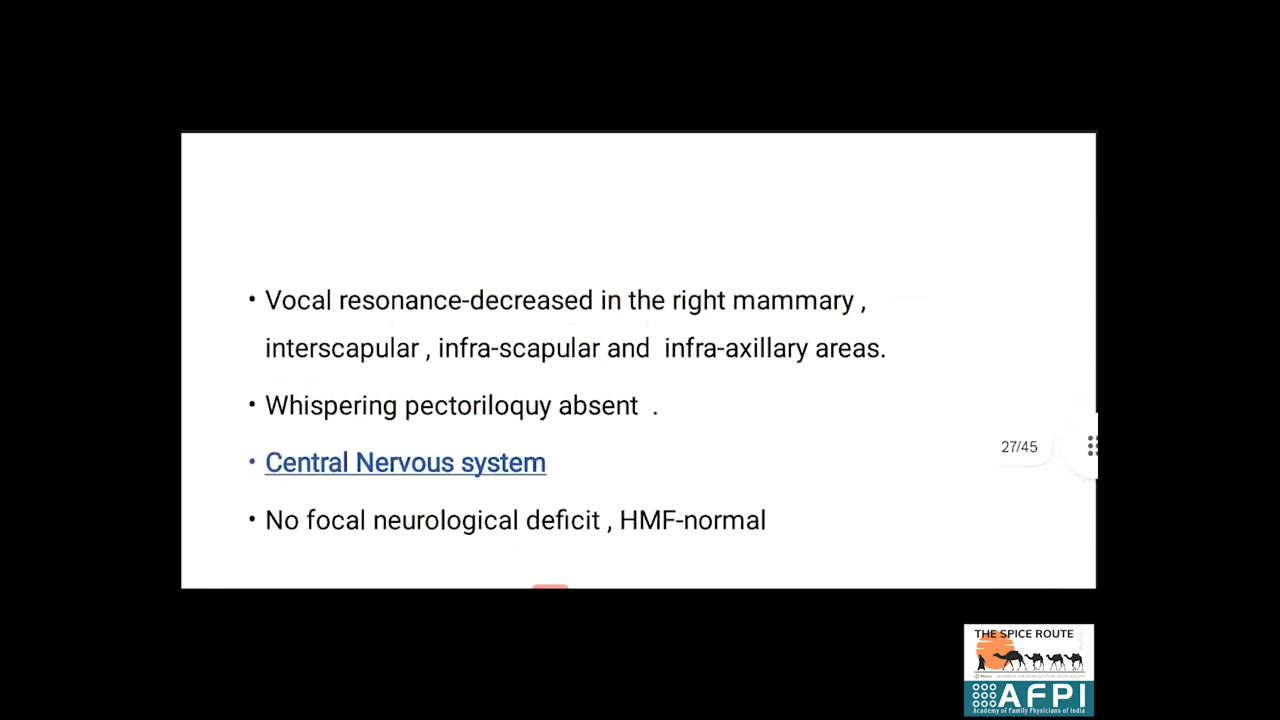 • Vocal resonance-decreased in the right mammary ,
interscapular , infra-scapular and infra-axillary areas.
• Whispering pectoriloquy absent .
• Central Nervous system
• No focal neurological deficit , HMF-normal
27/45
THE SPICE ROUTE
AFPI
Academy of Family Physicians of India